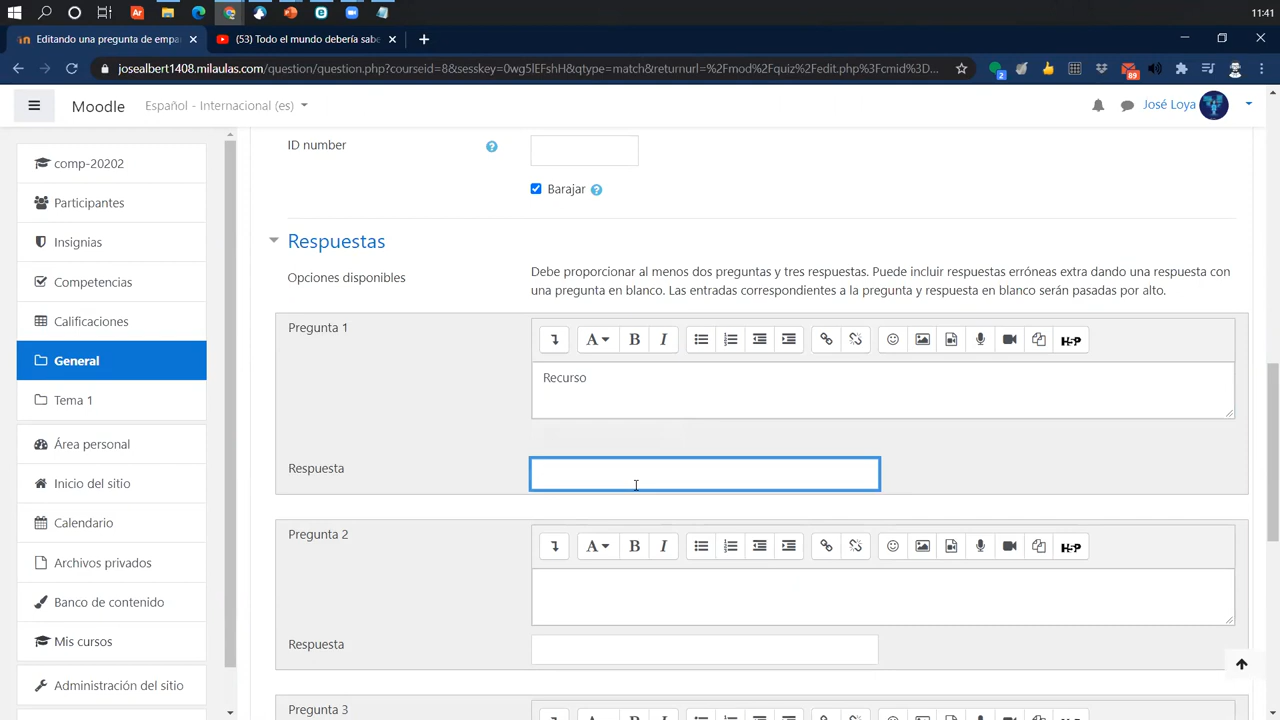 11:41
Editando una pregunta de empa
(53) Todo el mundo debería sabe
josealbert1408.milaulas.com/question/question.php?courseid=8&sesskey=0wg5lEFshH&qtype=match&returnurl=%2Fmod%2Fquiz%2Fedit.php%3Fcmid%3D...
2
89
Moodle
Español - Internacional (es)
José Loya
comp-20202
Participantes
Insignias
Competencias
Calificaciones
General
Tema 1
Área personal
Inicio del sitio
Calendario
Archivos privados
Banco de contenido
Mis cursos
Administración del sitio
ID number
Barajar
Respuestas
Opciones disponibles
Debe proporcionar al menos dos preguntas y tres respuestas. Puede incluir respuestas erróneas extra dando una respuesta con
una pregunta en blanco. Las entradas correspondientes a la pregunta y respuesta en blanco serán pasadas por alto.
Pregunta 1
A B I H-P
Recurso
Respuesta
Pregunta 2
A B I H-P
Respuesta
Pregunta 3